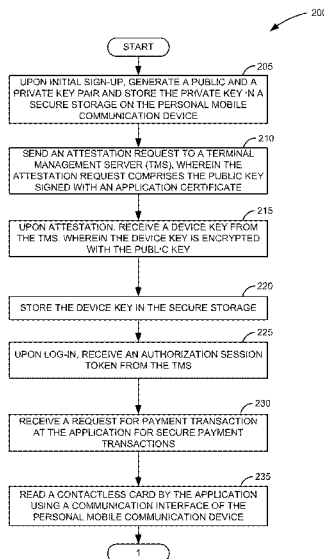 200
START
205
UPON INITIAL SIGN-UP, GENERATE A PUBLIC AND A
PRIVATE KEY PAIR AND STORE THE PRIVATE KEY IN A
SECURE STORAGE ON THE PERSONAL MOBILE
COMMUNICATION DEVICE
210
SEND AN ATTESTATION REQUEST TO A TERMINAL
MANAGEMENT SERVER (TMS), WHEREIN THE
ATTESTATION REQUEST COMPRISES THE PUBLIC KEY
SIGNED WITH AN APPLICATION CERTIFICATE
215
UPON ATTESTATION, RECEIVE A DEVICE KEY FROM
THE TMS, WHEREIN THE DEVICE KEY IS ENCRYPTED
WITH THE PUBLIC KEY
220
STORE THE DEVICE KEY IN THE SECURE STORAGE
225
UPON LOG-IN, RECEIVE AN AUTHORIZATION SESSION
TOKEN FROM THE TMS
230
RECEIVE A REQUEST FOR PAYMENT TRANSACTION
AT THE APPLICATION FOR SECURE PAYMENT
TRANSACTIONS
235
READ A CONTACTLESS CARD BY THE APPLICATION
USING A COMMUNICATION INTERFACE OF THE
PERSONAL MOBILE COMMUNICATION DEVICE
1